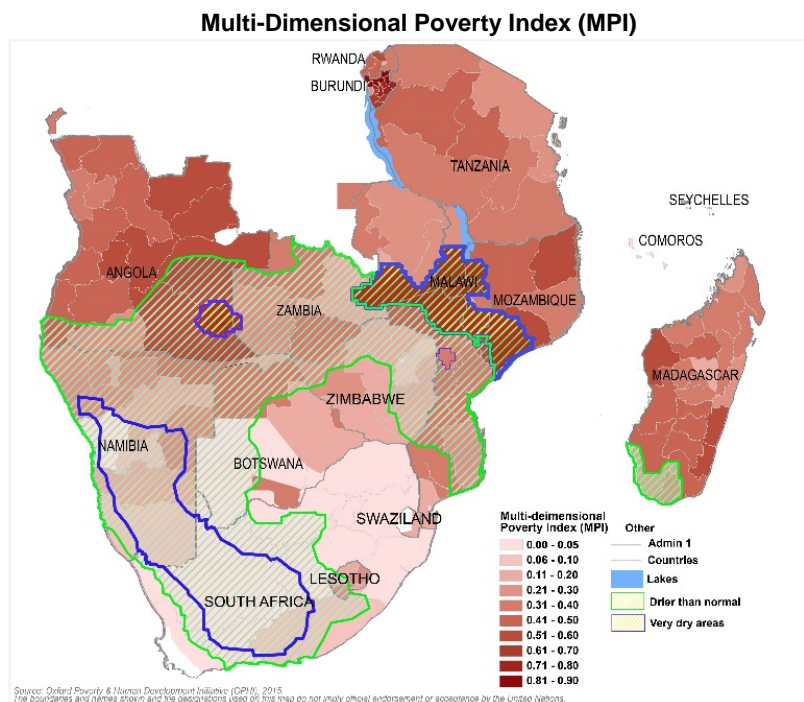 Multi-Dimensional Poverty Index (MPI)
RWANDA
BURUNDI
TANZANIA
SEYCHELLES
COMOROS
ANGOLA
MALAWI
ZAMBIA
MOZAMBIQUE
MADAGASCAR
ZIMBABWE
NAMIBIA
BOTSWANA
SWAZILAND
LESOTHO
SOUTH AFRICA
Multi-deimensional
Poverty Index (MPI)
0.00 - 0.05
0.06 - 0.10
0.11 - 0.20
0.21 - 0.30
0.31 - 0.40
0.41 - 0.50
0.51 - 0.60
0.61 - 0.70
0.71 - 0.80
0.81 - 0.90
Other
Admin 1
Countries
Lakes
Drier than normal
Very dry areas
Source: Oxford Poverty & Human Development Initiative (OPHI), 2015.
The boundaries and names shown and the designations used on this map do not imply official endorsement or acceptance by the United Nations.